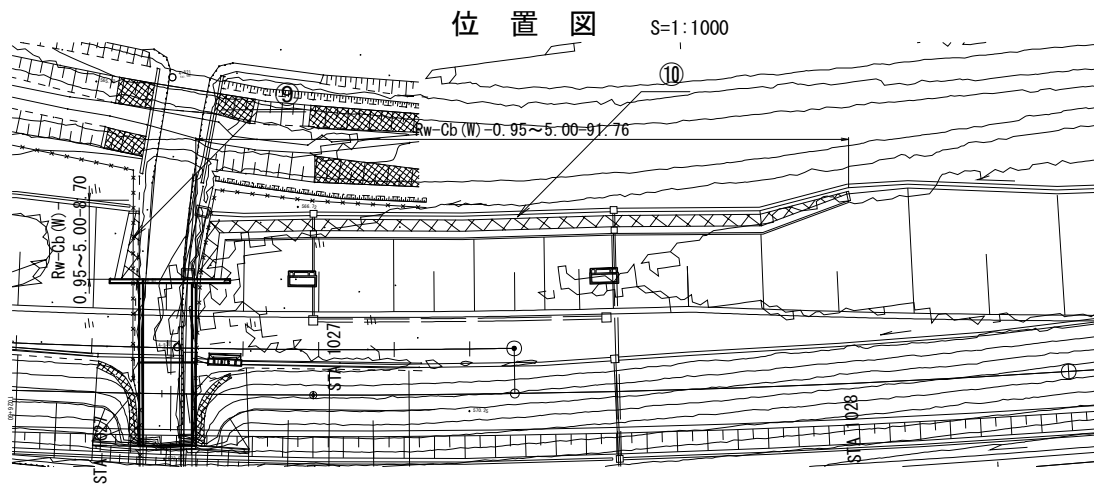 位 置 図 S=1:1000
⑩
⑨
Rw-Cb(W)-0.95～5.00-91.76
Rw-Cb(W)-
0.95～5.00-8.70
STA 1027
STA 1028